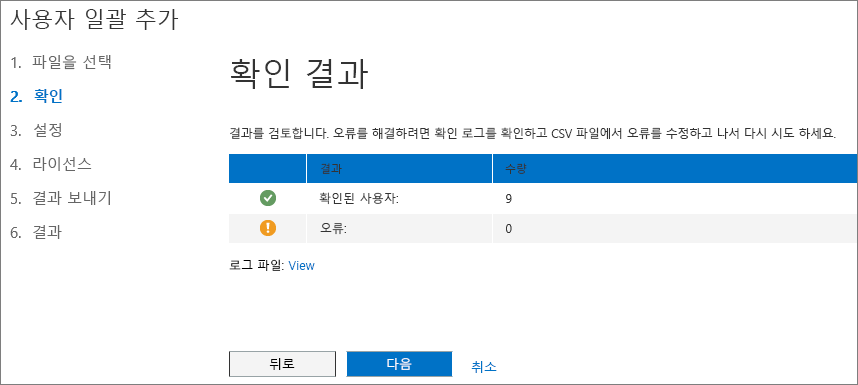 사용자 일괄 추가
1. 파일을 선택
2. 확인
3. 설정
4. 라이선스
5. 결과 보내기
6. 결과
확인 결과
결과를 검토합니다. 오류를 해결하려면 확인 로그를 확인하고 CSV 파일에서 오류를 수정하고 나서 다시 시도 하세요.
결과 수량
확인된 사용자: 9
오류: 0
로그 파일: View
뒤로 다음 취소